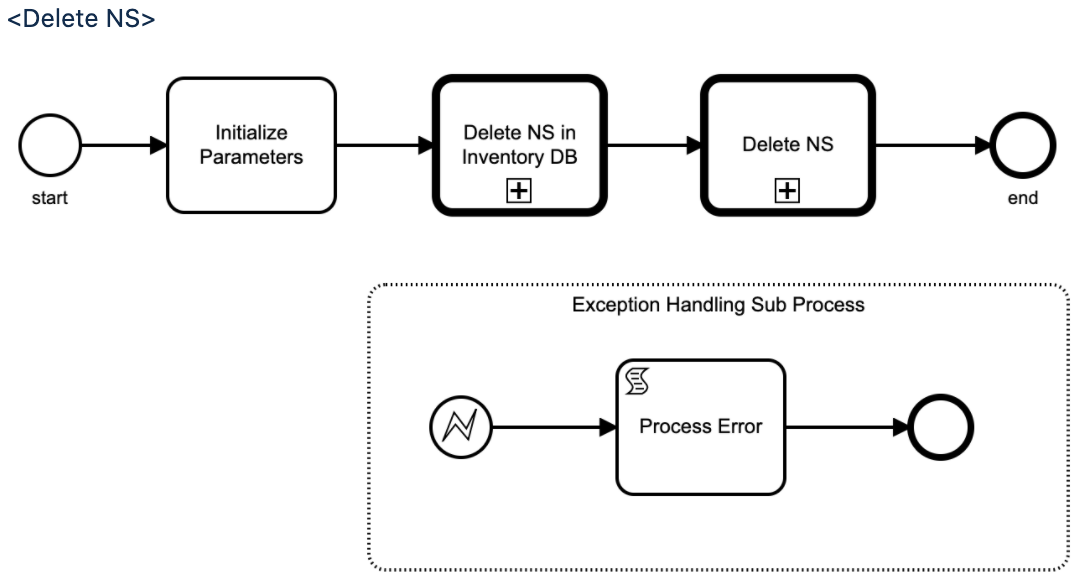 <Delete NS>
Initialize
Parameters
Delete NS in
Inventory DB
Delete NS
start
end
Exception Handling Sub Process
Process Error